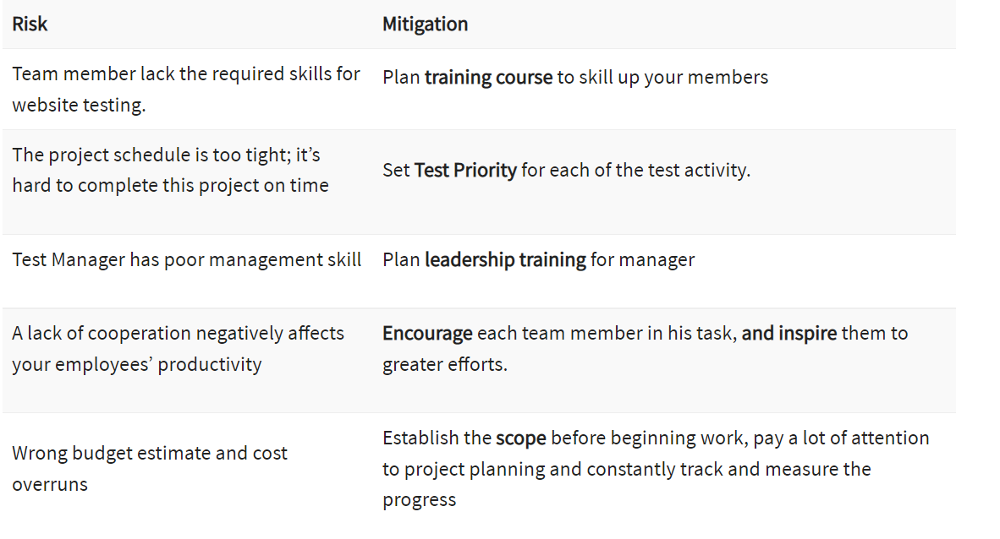 Risk
Mitigation
Team member lack the required skills for
website testing.
Plan training course to skill up your members
The project schedule is too tight; it’s
hard to complete this project on time
Set Test Priority for each of the test activity.
Test Manager has poor management skill
Plan leadership training for manager
A lack of cooperation negatively affects
your employees’ productivity
Encourage each team member in his task, and inspire them to
greater efforts.
Wrong budget estimate and cost
overruns
Establish the scope before beginning work, pay a lot of attention
to project planning and constantly track and measure the
progress